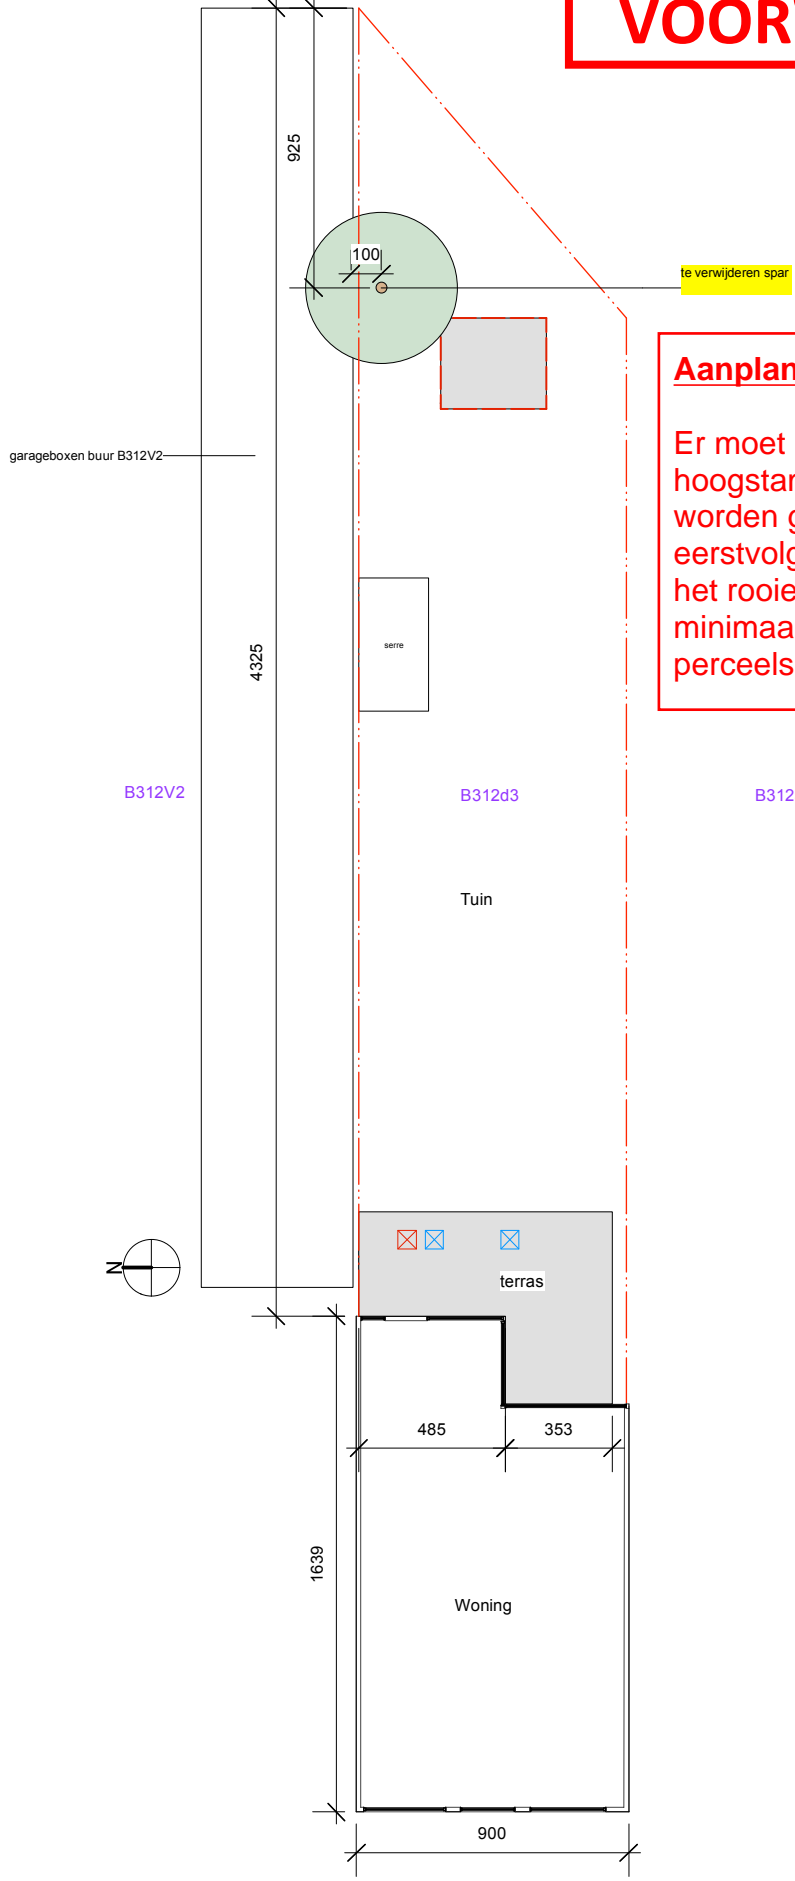 VOOR
925
100
te verwijderen spar
Aanplan
Er moet
hoogstar
worden g
eerstvolg
het rooie
minimaa
perceels
garageboxen buur B312V2
serre
4325
B312V2
B312d3
B312
Tuin
N
terras
485
353
1639
Woning
900